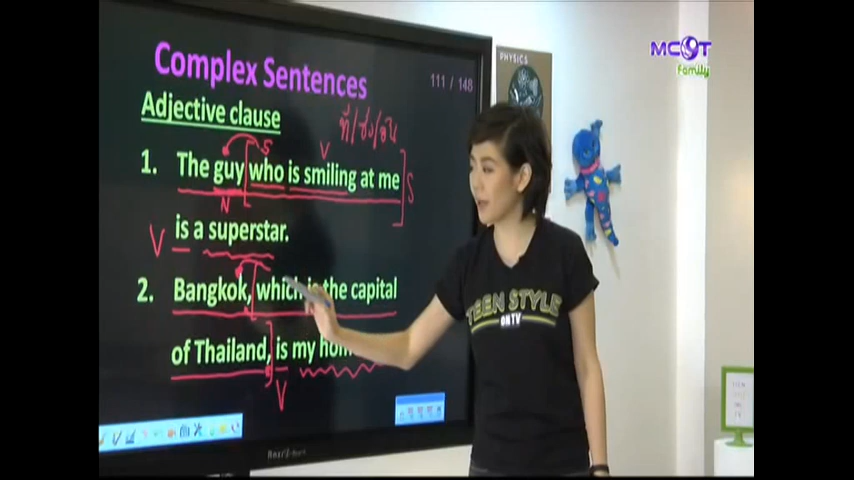 MCOT
Family
PHYSICS
Complex Sentences
111 / 148
Adjective clause
ที่/ซึ่ง/อัน
S
V
1. The guy who is smiling at me
S
N
V
is a superstar.
2. Bangkok, which is the capital
of Thailand, is my
V
TEEN STYLE
ONTV